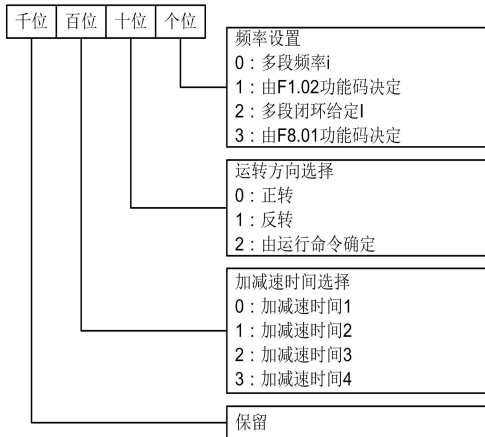 千位 百位 十位 个位
频率设置
0：多段频率i
1：由F1.02功能码决定
2：多段闭环给定I
3：由F8.01功能码决定
运转方向选择
0：正转
1：反转
2：由运行命令确定
加减速时间选择
0：加减速时间1
1：加减速时间2
2：加减速时间3
3：加减速时间4
保留